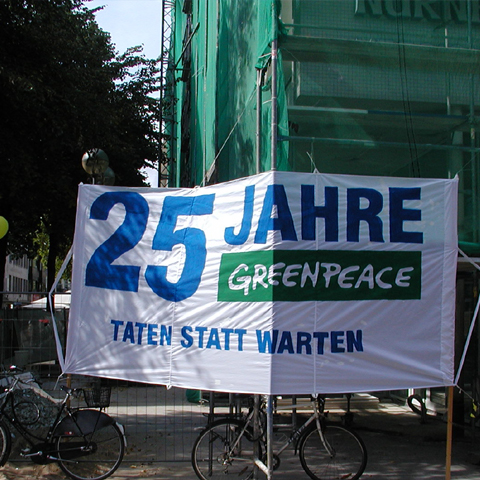 25 JAHRE
GREENPEACE
TATEN STATT WARTEN